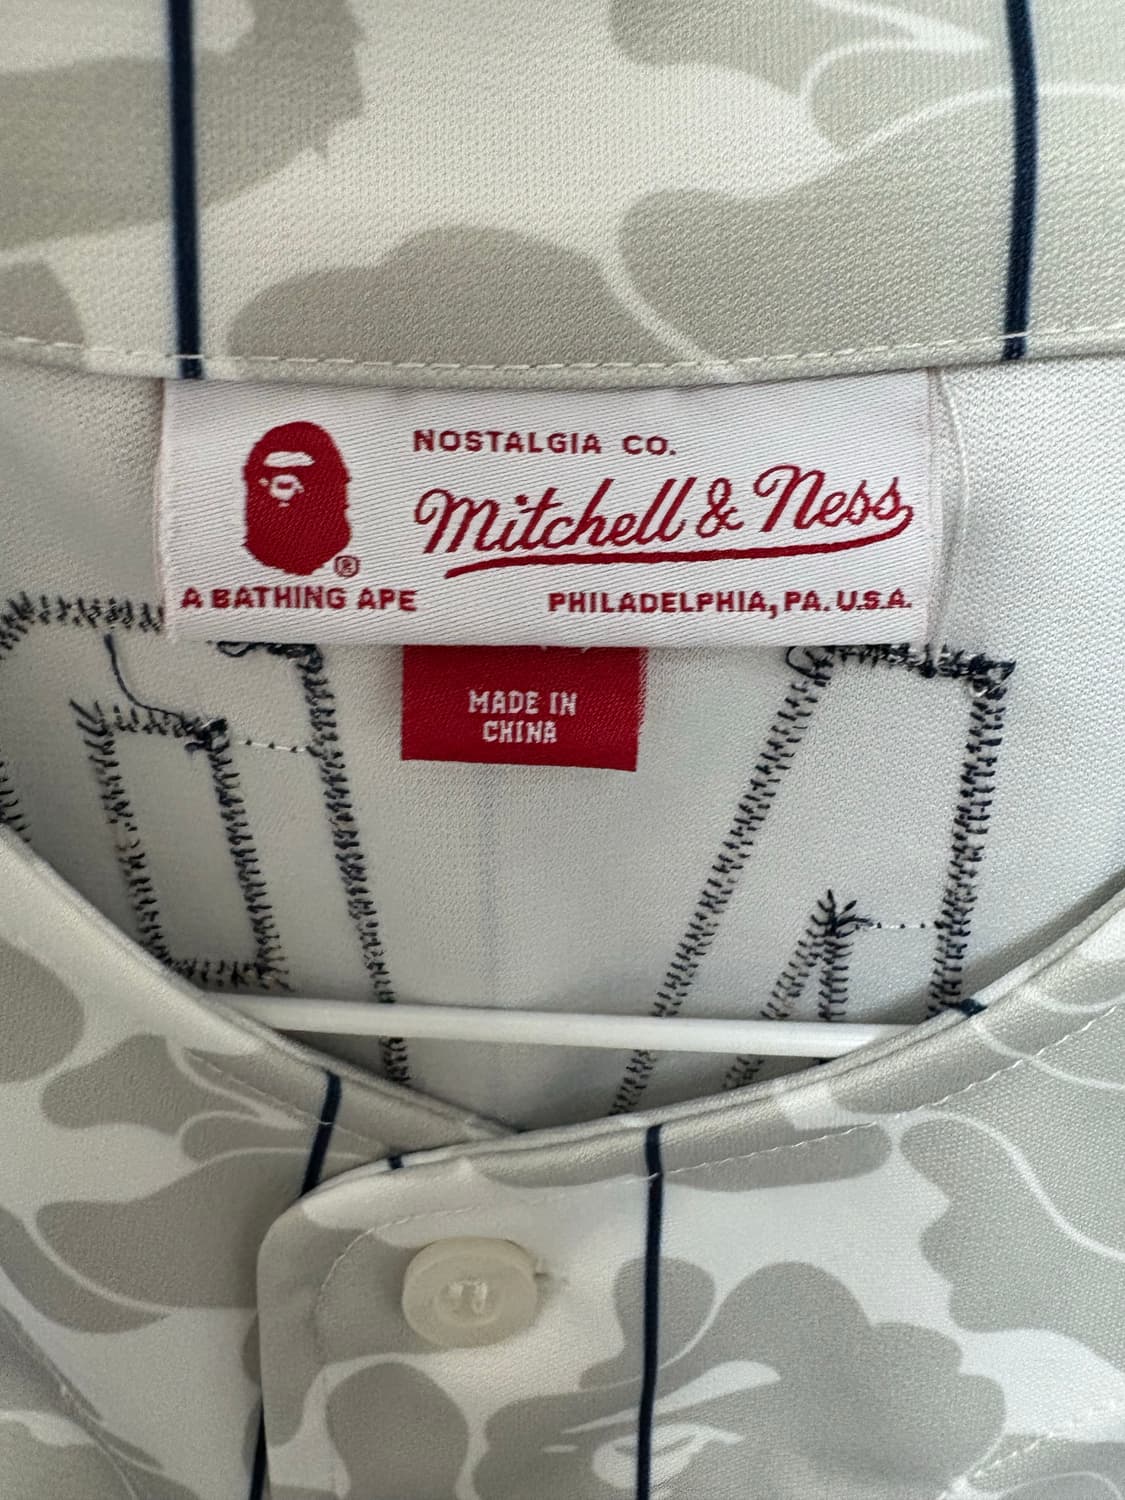 NOSTALGIA CO.
Mitchell & Ness
®
A BATHING APE
PHILADELPHIA, PA. U.S.A.
MADE IN
CHINA